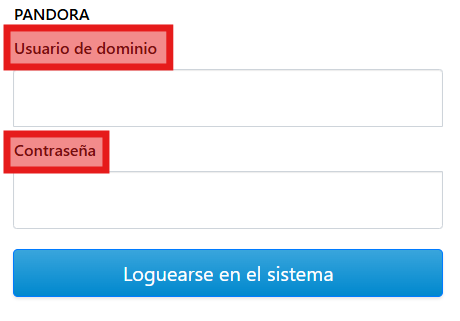 PANDORA
Usuario de dominio
Contraseña
Loguearse en el sistema